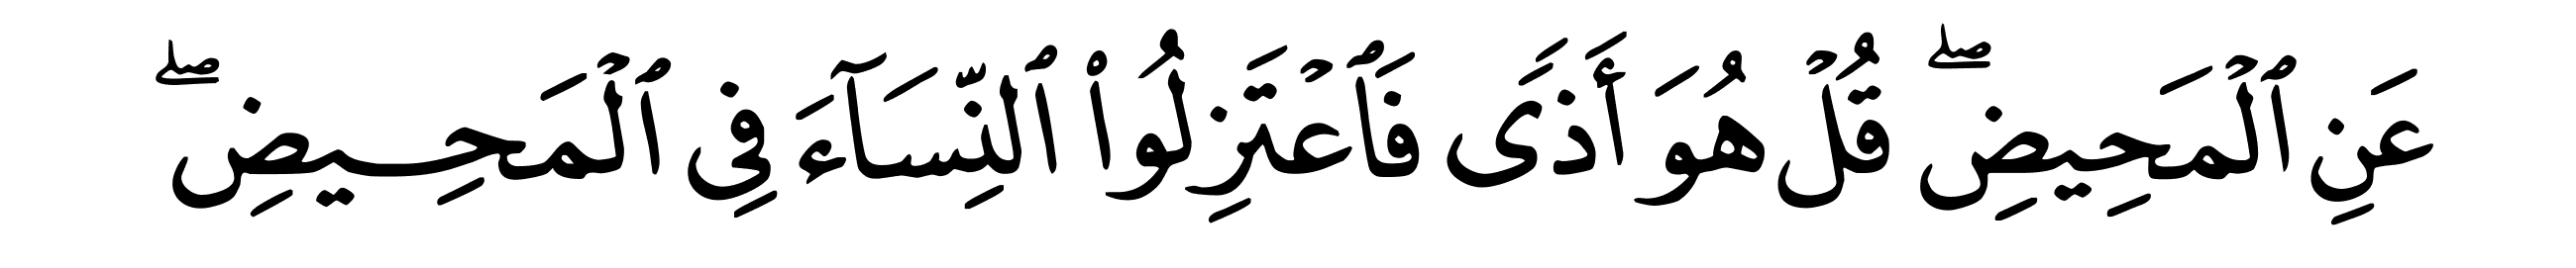 عَنِ ٱلْمَحِيضِ ۖ قُلْ هُوَ أَذًى فَٱعْتَزِلُوا۟ ٱلنِّسَآءَ فِى ٱلْمَحِيضِ ۖ